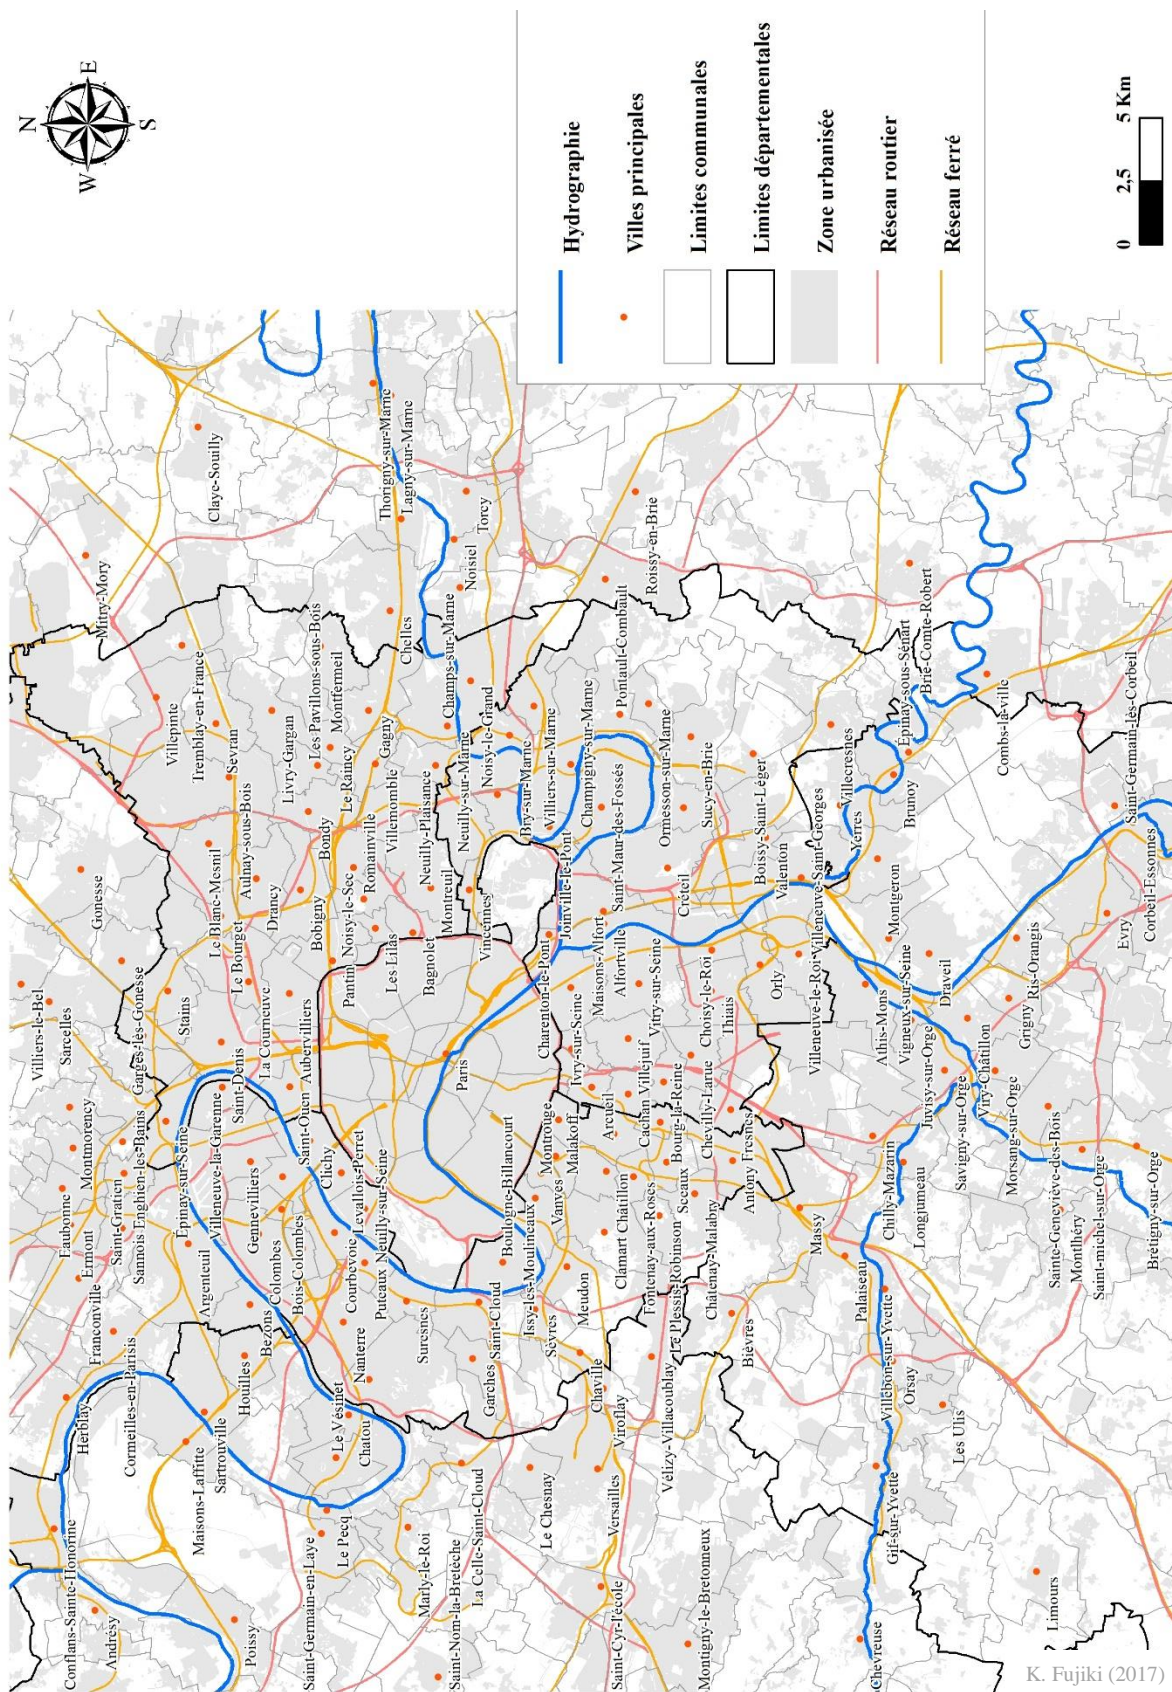 N
E
S
W
Hydrographie
Villes principales
Limites communales
Limites départementales
Zone urbanisée
Réseau routier
Réseau ferré
0
2,5
5 Km
Conflans-Sainte-Honorine
Andrésy
Poissy
Herblay
Cormeilles-en-Parisis
Franconville
Ermont
Eaubonne
Saint-Gratien
Sannois
Enghien-les-Bains
Montmorency
Sarcelles
Villiers-le-Bel
Garges-lès-Gonesse
Gonesse
Maisons-Laffitte
Sartrouville
Houilles
Bezons
Argenteuil
Colombes
Bois-Colombes
Gennevilliers
Villeneuve-la-Garenne
Épinay-sur-Seine
Saint-Denis
Stains
La Courneuve
Le Bourget
Le Blanc-Mesnil
Aulnay-sous-Bois
Drancy
Bobigny
Villepinte
Tremblay-en-France
Sevran
Livry-Gargan
Les-Pavillons-sous-Bois
Montfermeil
Mitry-Mory
Claye-Souilly
Saint-Germain-en-Laye
Le Pecq
Le Vésinet
Chatou
Nanterre
Courbevoie
Puteaux
Neuilly-sur-Seine
Levallois-Perret
Clichy
Saint-Ouen
Aubervilliers
Pantin
Noisy-le-Sec
Les-Lilas
Bagnolet
Romainville
Bondy
Le Raincy
Villemomble
Gagny
Neuilly-Plaisance
Chelles
Thorigny-sur-Marne
Lagny-sur-Marne
Marly-le-Roi
Saint-Nom-la-Bretèche
La Celle-Saint-Cloud
Suresnes
Garches
Saint-Cloud
Boulogne-Billancourt
Paris
Montreuil
Vincennes
Neuilly-sur-Marne
Noisy-le-Grand
Champs-sur-Marne
Noisiel
Torcy
Le Chesnay
Sèvres
Issy-les-Moulineaux
Vanves
Malakoff
Montrouge
Charenton-le-Pont
Joinville-le-Pont
Bry-sur-Marne
Villiers-sur-Marne
Champigny-sur-Marne
Saint-Cyr-l'école
Versailles
Viroflay
Chaville
Meudon
Clamart
Châtillon
Arcueil
Ivry-sur-Seine
Maisons-Alfort
Alfortville
Saint-Maur-des-Fossés
Pontault-Combault
Roissy-en-Brie
Montigny-le-Bretonneux
Vélizy-Villacoublay
Le Plessis-Robinson
Fontenay-aux-Roses
Sceaux
Bourg-la-Reine
Cachan
Villejuif
Vitry-sur-Seine
Ormesson-sur-Marne
Sucy-en-Brie
Créteil
Châtenay-Malabry
Chevilly-Larue
Thiais
Choisy-le-Roi
Bièvres
Antony
Fresnes
Orly
Valenton
Boissy-Saint-Léger
Massy
Villeneuve-le-Roi
Villeneuve-Saint-Georges
Villecresnes
Yerres
Palaiseau
Chilly-Mazarin
Longjumeau
Athis-Mons
Vigneux-sur-Seine
Montgeron
Brunoy
Épinay-sous-Sénart
Brie-Comte-Robert
Chevreuse
Gif-sur-Yvette
Villebon-sur-Yvette
Orsay
Les Ulis
Juvisy-sur-Orge
Savigny-sur-Orge
Draveil
Viry-Châtillon
Morsang-sur-Orge
Grigny
Ris-Orangis
Combs-la-ville
Limours
Sainte-Geneviève-des-Bois
Montlhéry
Saint-michel-sur-Orge
Brétigny-sur-Orge
Evry
Corbeil-Essonnes
Saint-Germain-lès-Corbeil
K. Fujiki (2017)